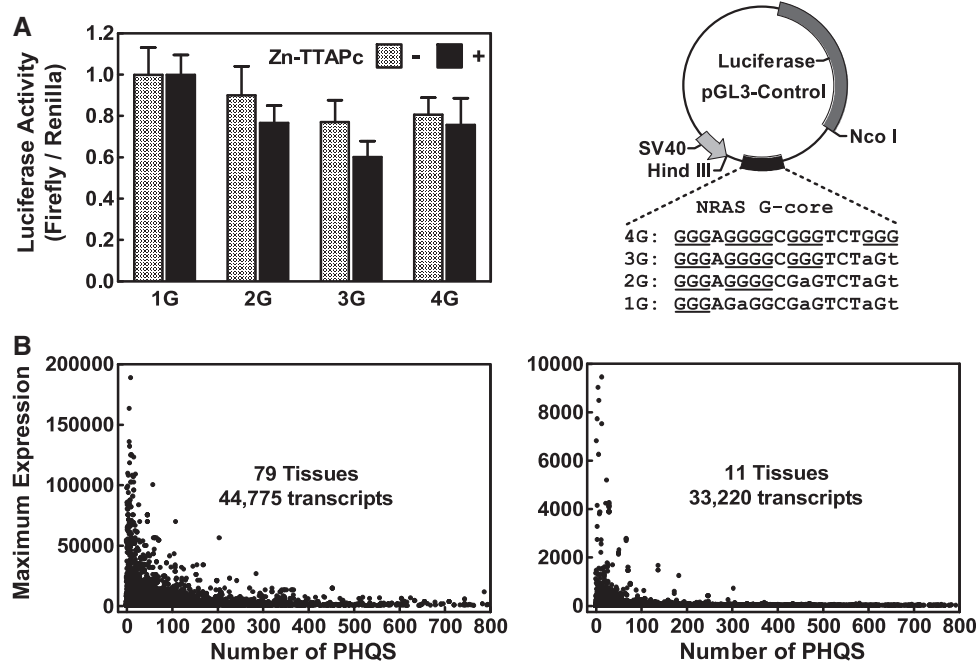 A
Luciferase Activity
(Firefly / Renilla)
1.2
1.0
0.8
0.6
0.4
0.2
0.0
Zn-TTAPc - +
1G 2G 3G 4G
Luciferase
pGL3-Control
Nco I
SV40
Hind III
NRAS G-core
4G: GGGAGGGGCGGGTCTGGG
3G: GGGAGGGGCGGGTCTaGt
2G: GGGAGGGGCGaGTCTaGt
1G: GGGAGaGGCGaGTCTaGt
B
Maximum Expression
200000
150000
100000
50000
0
79 Tissues
44,775 transcripts
0 100 200 300 400 500 600 700 800
Number of PHQS
10000
8000
6000
4000
2000
0
11 Tissues
33,220 transcripts
0 100 200 300 400 500 600 700 800
Number of PHQS